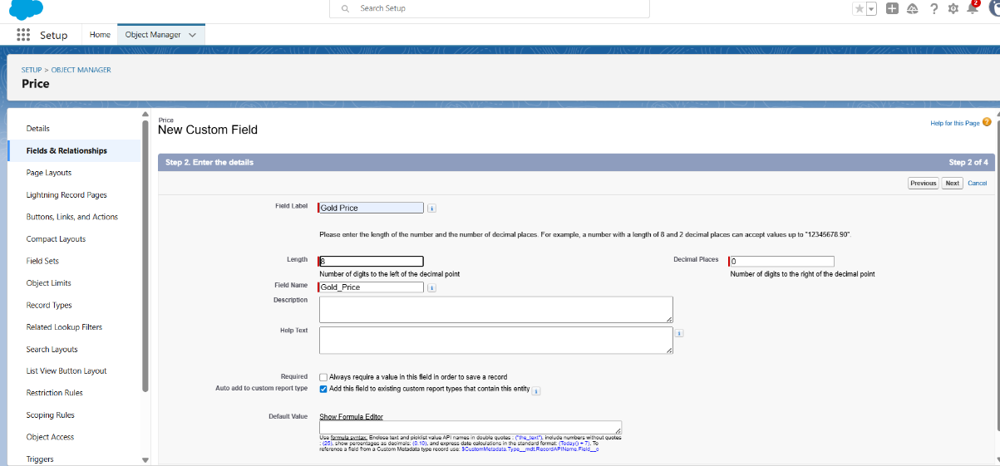 Search Setup
2
Setup
Home
Object Manager
SETUP > OBJECT MANAGER
Price
Details
Fields & Relationships
Page Layouts
Lightning Record Pages
Buttons, Links, and Actions
Compact Layouts
Field Sets
Object Limits
Record Types
Related Lookup Filters
Search Layouts
List View Button Layout
Restriction Rules
Scoping Rules
Object Access
Triggers
Price
New Custom Field
Help for this Page ?
Step 2. Enter the details
Step 2 of 4
Previous
Next
Cancel
Field Label
Gold Price
i
Please enter the length of the number and the number of decimal places. For example, a number with a length of 8 and 2 decimal places can accept values up to "12345678.90".
Length
8
Number of digits to the left of the decimal point
Decimal Places
0
Number of digits to the right of the decimal point
Field Name
Gold_Price
i
Description
Help Text
i
Required
Always require a value in this field in order to save a record
Auto add to custom report type
Add this field to existing custom report types that contain this entity
i
Default Value
Show Formula Editor
Use formula syntax: Enclose text and picklist value API names in double quotes : ("the_text"), include numbers without quotes
: (25), show percentages as decimals: (0.10), and express date calculations in the standard format: (Today() + 7). To
reference a field from a Custom Metadata type record use: $CustomMetadata.Type__mdt.RecordAPIName.Field__c